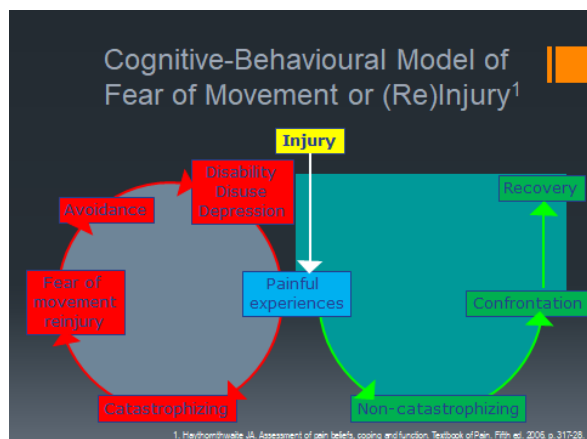 Cognitive-Behavioural Model of
Fear of Movement or (Re)Injury1
Injury
Disability
Disuse
Depression
Recovery
Avoidance
Fear of
movement
reinjury
Painful
experiences
Confrontation
Catastrophizing
Non-catastrophizing
1. Haythornthwaite JA. Assessment of pain beliefs, coping and function. Textbook of Pain. Fifth ed. 2006. p. 317-28.